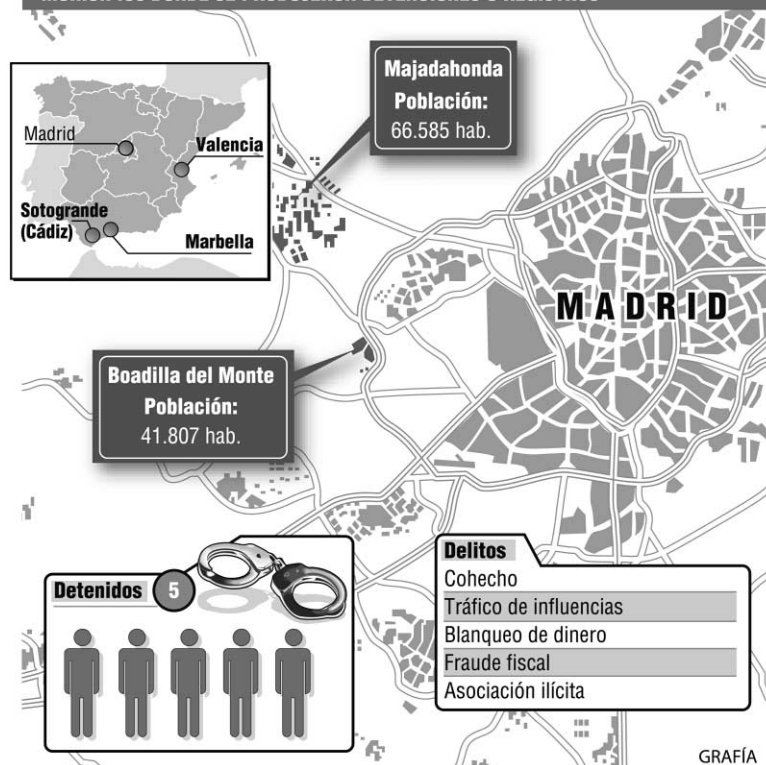 Majadahonda
Población:
66.585 hab.
Madrid
Valencia
Sotogrande
(Cádiz)
Marbella
MADRID
Boadilla del Monte
Población:
41.807 hab.
Detenidos 5
Delitos
Cohecho
Tráfico de influencias
Blanqueo de dinero
Fraude fiscal
Asociación ilícita
GRAFÍA